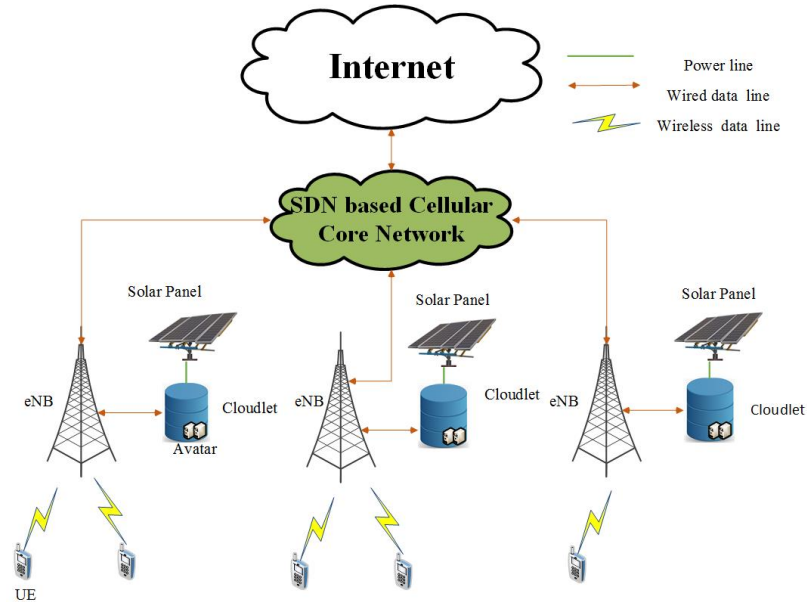 Internet
Power line
Wired data line
Wireless data line
SDN based Cellular
Core Network
Solar Panel
Solar Panel
Solar Panel
eNB
Cloudlet
Avatar
eNB
Cloudlet
eNB
Cloudlet
UE